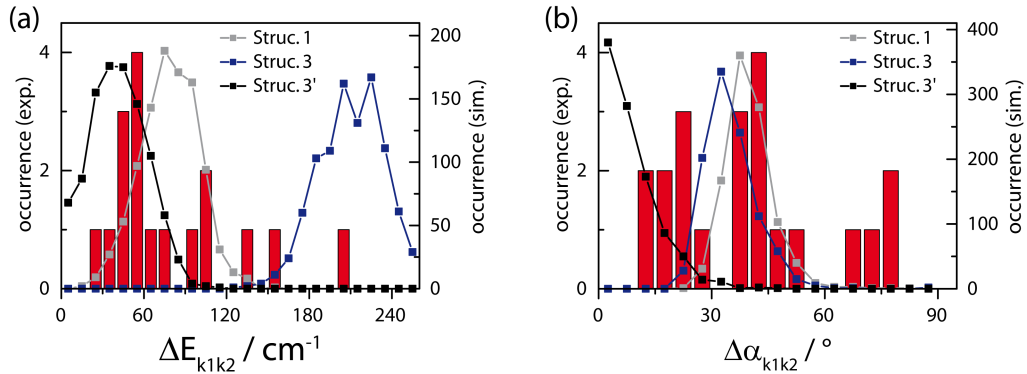 (a)
occurrence (exp.)
4
2
0
Struc. 1
Struc. 3
Struc. 3'
200
150
100
50
0
occurrence (sim.)
0 60 120 180 240
ΔE_k1k2 / cm⁻¹
(b)
occurrence (exp.)
4
2
0
Struc. 1
Struc. 3
Struc. 3'
400
300
200
100
0
occurrence (sim.)
0 30 60 90
Δα_k1k2 / °